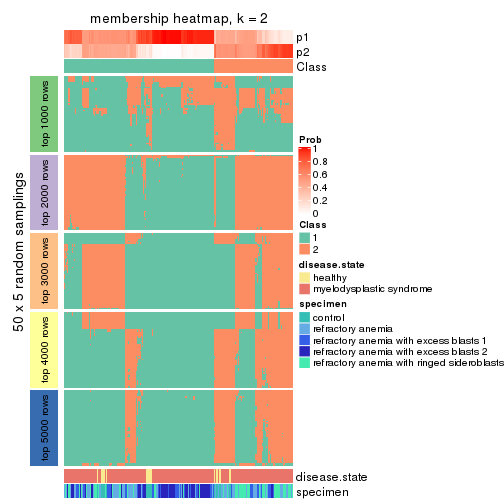 membership heatmap, k = 2
p1
p2
Class
50 x 5 random samplings
top 1000 rows
top 2000 rows
top 3000 rows
top 4000 rows
top 5000 rows
disease.state
specimen
Prob
1
0.8
0.6
0.4
0.2
0
Class
1
2
disease.state
healthy
myelodysplastic syndrome
specimen
control
refractory anemia
refractory anemia with excess blasts 1
refractory anemia with excess blasts 2
refractory anemia with ringed sideroblasts